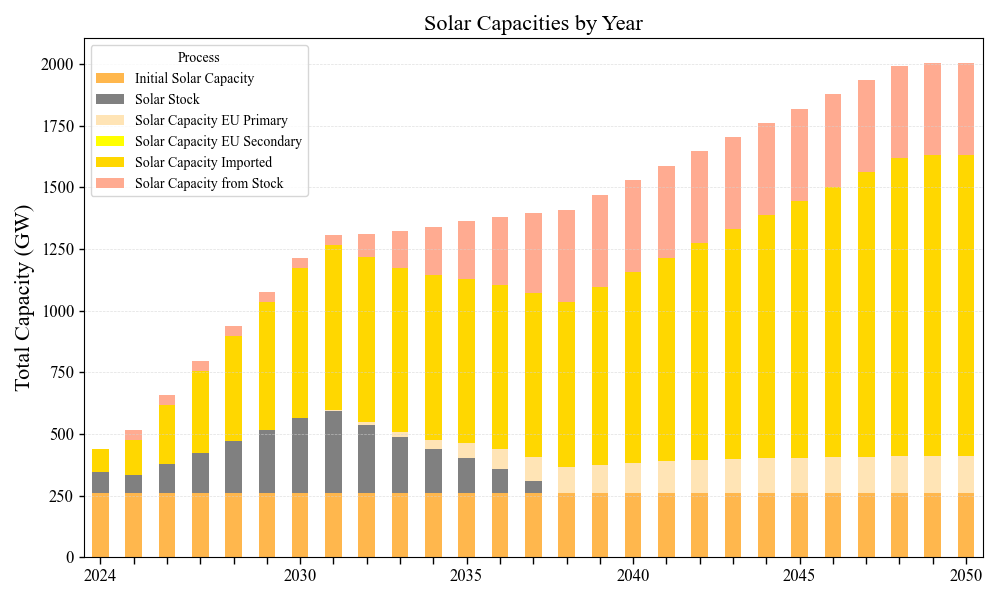 Solar Capacities by Year
Total Capacity (GW)
Process
Initial Solar Capacity
Solar Stock
Solar Capacity EU Primary
Solar Capacity EU Secondary
Solar Capacity Imported
Solar Capacity from Stock
2000
1750
1500
1250
1000
750
500
250
0
2024 2030 2035 2040 2045 2050